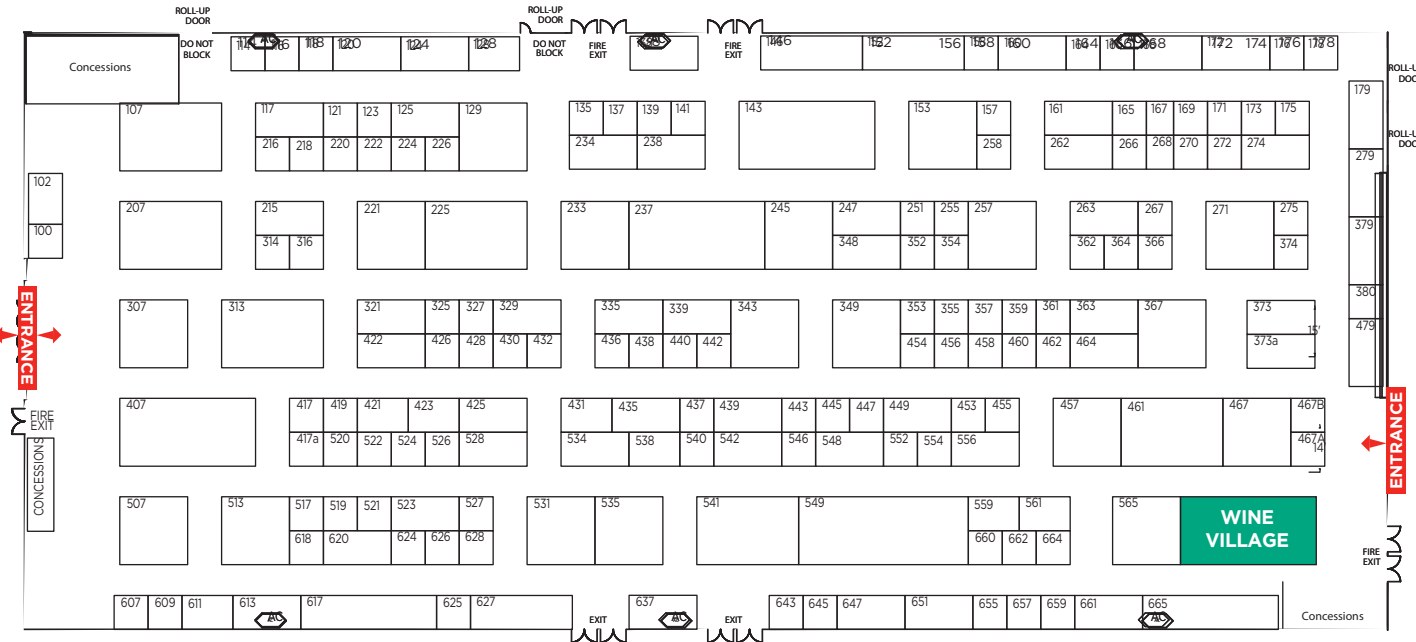 ROLL-UP
DOOR
ROLL-UP
DOOR
DO NOT
BLOCK
DO NOT
BLOCK
FIRE
EXIT
FIRE
EXIT
Concessions
118 120 124 128
146 152 156 158 160 164 168 172 174 176 178
ROLL-U
DOO
179
107 117 121 123 125 129 135 137 139 141 143 153 157 161 165 167 169 171 173 175
ROLL-U
DOO
216 218 220 222 224 226 234 238 258 262 266 268 270 272 274
279
102
207 215 221 225 233 237 245 247 251 255 257 263 267 271 275
100
379
314 316 348 352 354 362 364 366 374
380
ENTRANCE
307 313 321 325 327 329 335 339 343 349 353 355 357 359 361 363 367 373
479
15'
422 426 428 430 432 436 438 440 442 454 456 458 460 462 464 373a
407 417 419 421 423 425 431 435 437 439 443 445 447 449 453 455 457 461 467 467B
FIRE
EXIT
417a 520 522 524 526 528 534 538 540 542 546 548 552 554 556 467A
14
ENTRANCE
CONCESSIONS
507 513 517 519 521 523 527 531 535 541 549 559 561 565
WINE
VILLAGE
618 620 624 626 628 660 662 664
FIRE
EXIT
607 609 611 613 617 625 627 637 643 645 647 651 655 657 659 661 665
AC AC AC
EXIT
EXIT
Concessions